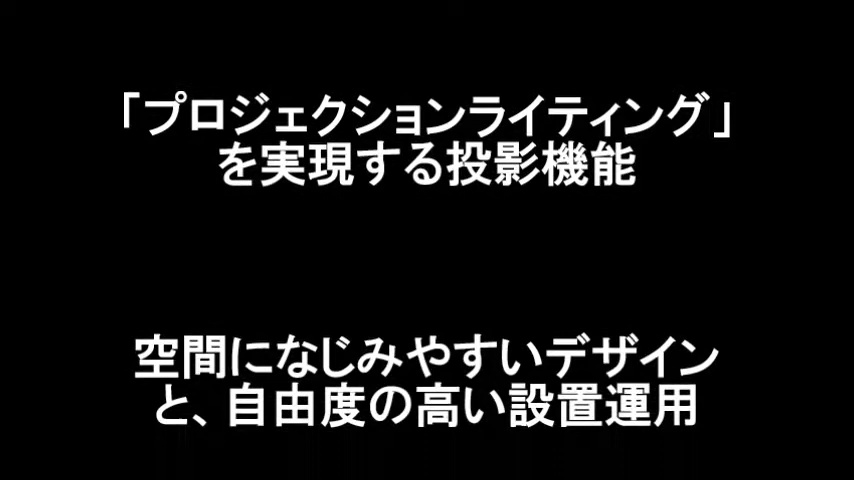 「プロジェクションライティング」
を実現する投影機能
空間になじみやすいデザイン
と、自由度の高い設置運用